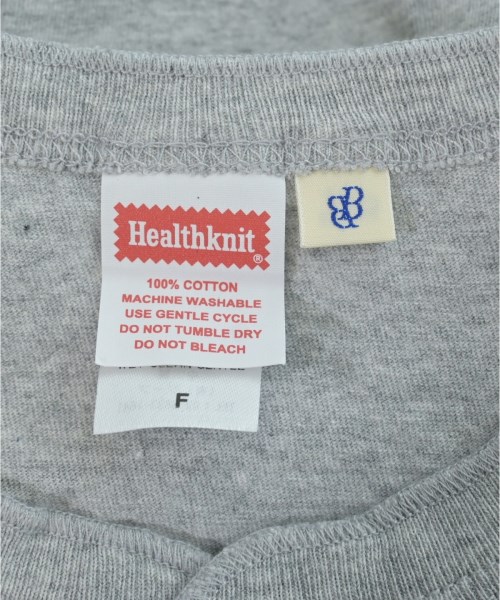 Healthknit®
100% COTTON
MACHINE WASHABLE
USE GENTLE CYCLE
DO NOT TUMBLE DRY
DO NOT BLEACH
F